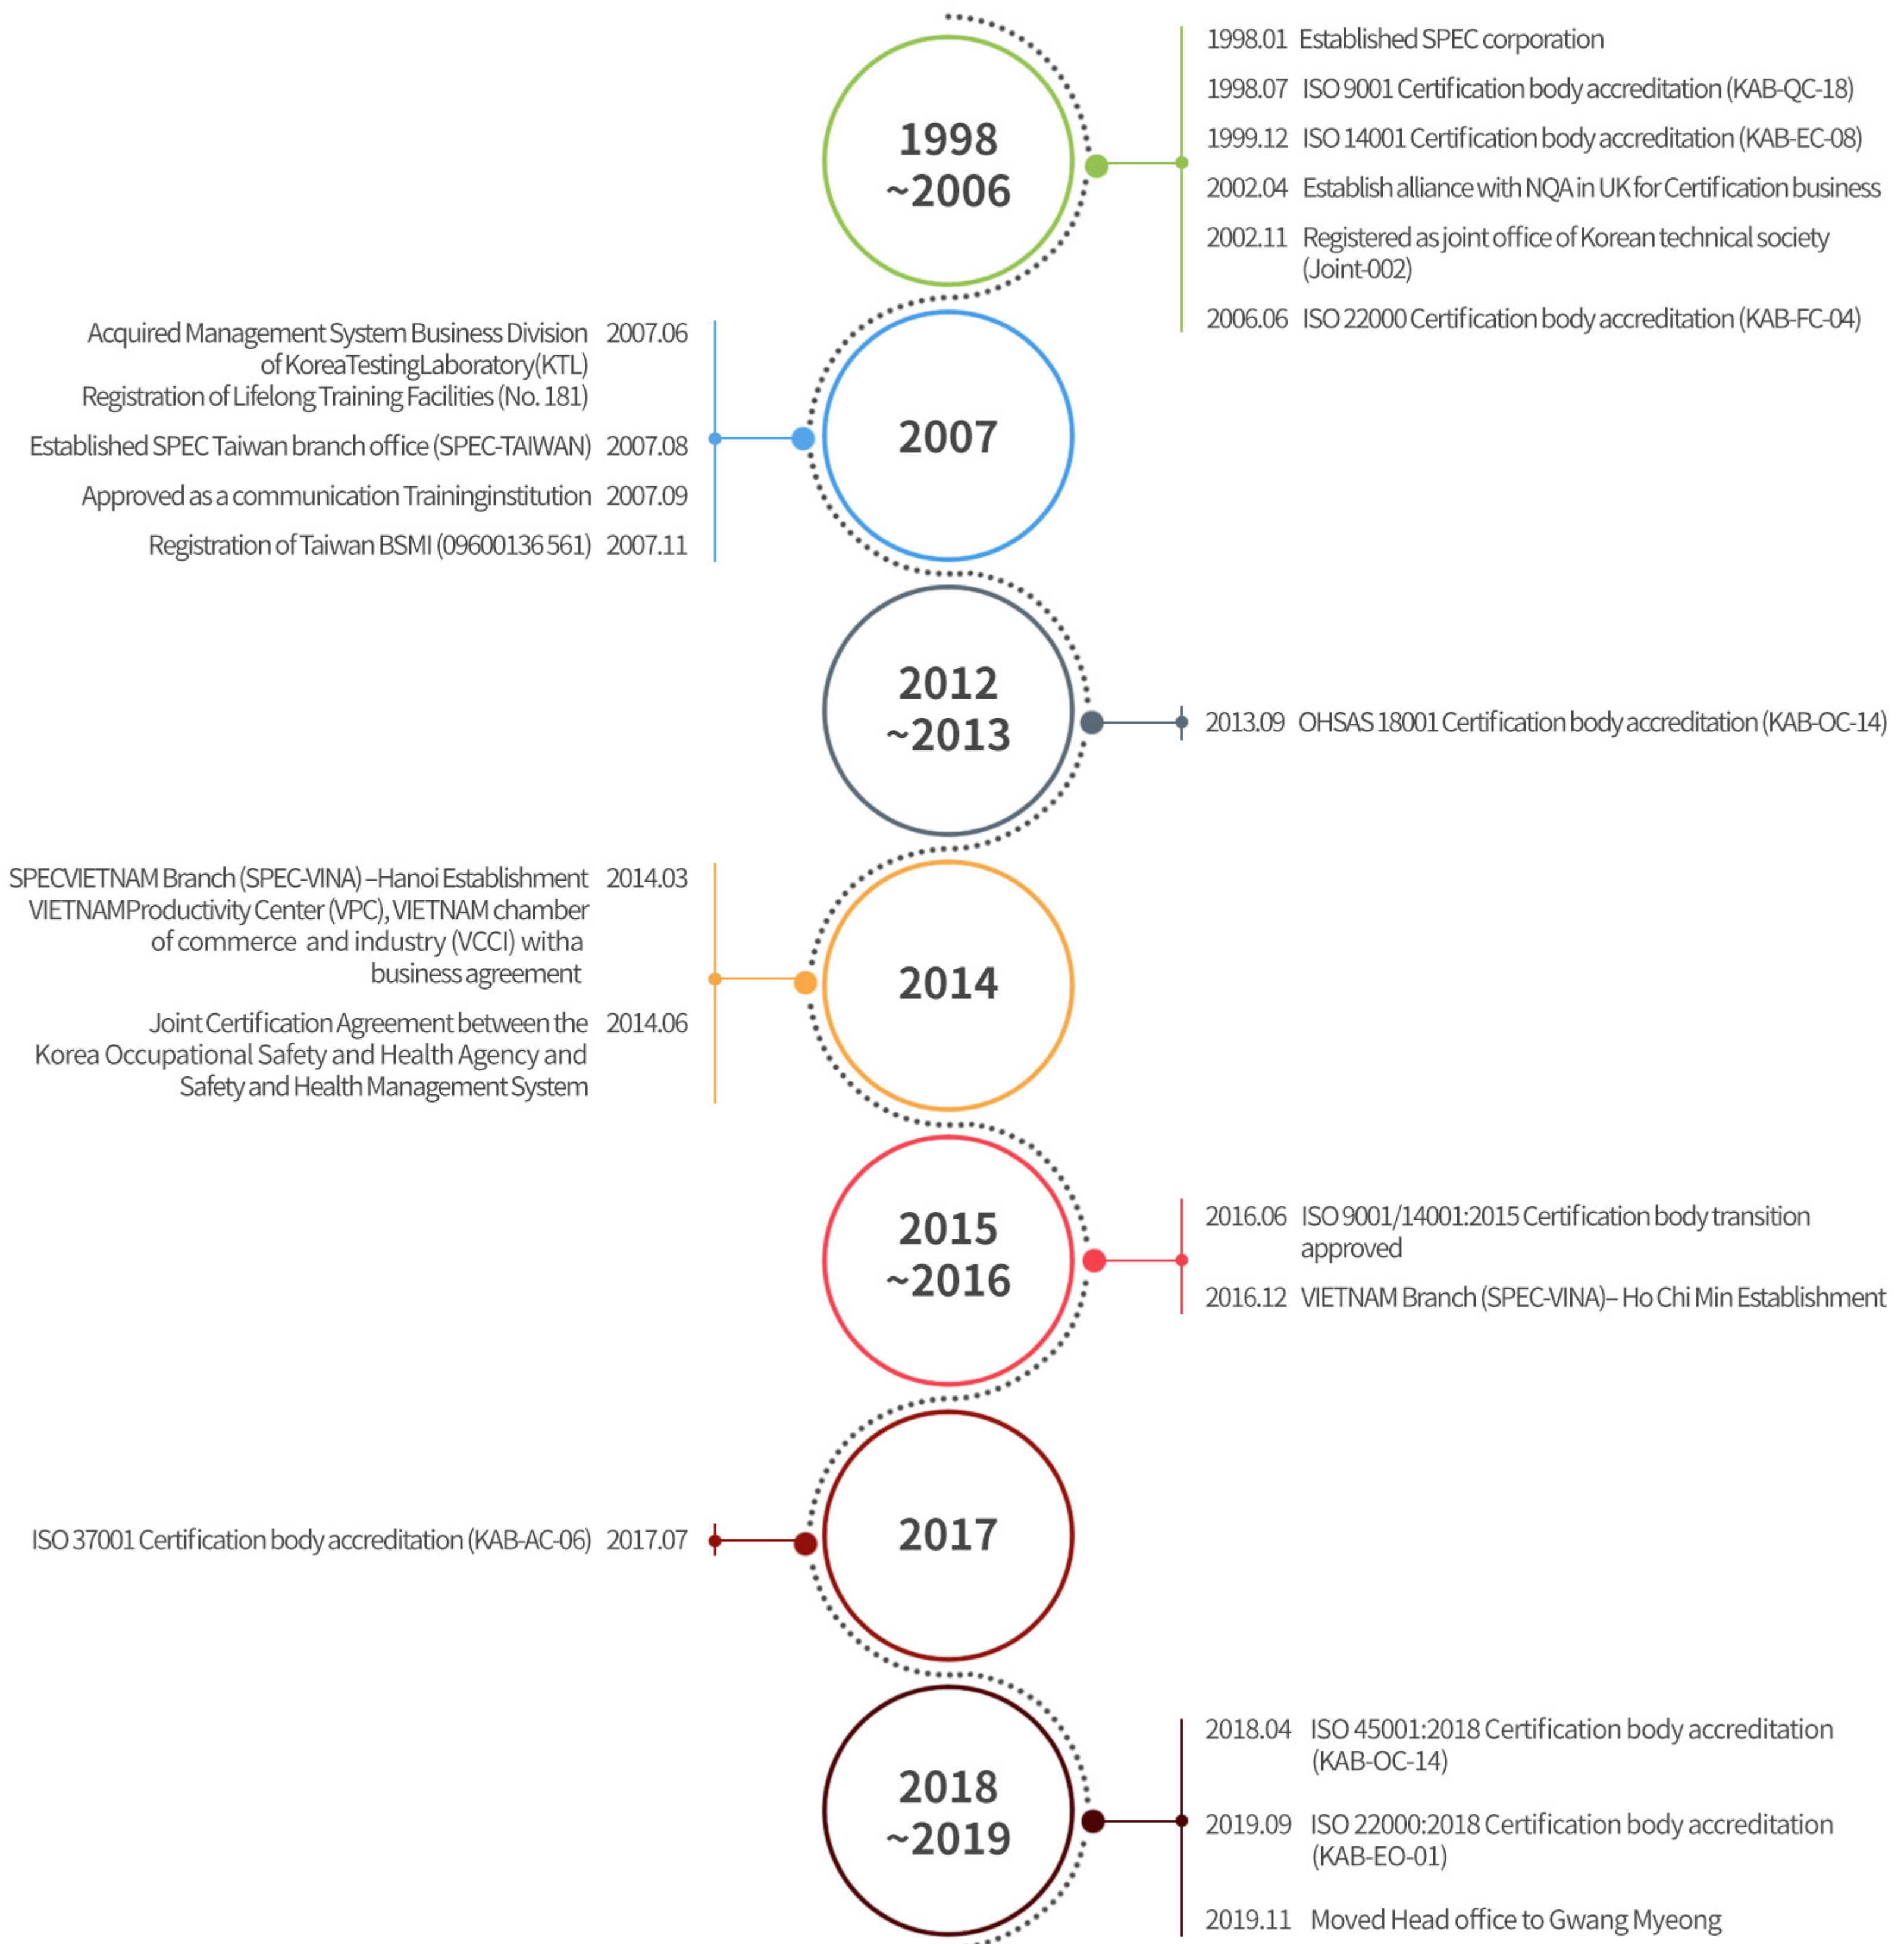 1998
~2006
1998.01 Established SPEC corporation
1998.07 ISO 9001 Certification body accreditation (KAB-QC-18)
1999.12 ISO 14001 Certification body accreditation (KAB-EC-08)
2002.04 Establish alliance with NQA in UK for Certification business
2002.11 Registered as joint office of Korean technical society
(Joint-002)
2006.06 ISO 22000 Certification body accreditation (KAB-FC-04)
2007
Acquired Management System Business Division 2007.06
of KoreaTestingLaboratory(KTL)
Registration of Lifelong Training Facilities (No. 181)
Established SPEC Taiwan branch office (SPEC-TAIWAN) 2007.08
Approved as a communication Traininginstitution 2007.09
Registration of Taiwan BSMI (09600136 561) 2007.11
2012
~2013
2013.09 OHSAS 18001 Certification body accreditation (KAB-OC-14)
2014
SPECVIETNAM Branch (SPEC-VINA) –Hanoi Establishment 2014.03
VIETNAMProductivity Center (VPC), VIETNAM chamber
of commerce and industry (VCCI) witha
business agreement
Joint Certification Agreement between the 2014.06
Korea Occupational Safety and Health Agency and
Safety and Health Management System
2015
~2016
2016.06 ISO 9001/14001:2015 Certification body transition
approved
2016.12 VIETNAM Branch (SPEC-VINA)– Ho Chi Min Establishment
2017
ISO 37001 Certification body accreditation (KAB-AC-06) 2017.07
2018
~2019
2018.04 ISO 45001:2018 Certification body accreditation
(KAB-OC-14)
2019.09 ISO 22000:2018 Certification body accreditation
(KAB-EO-01)
2019.11 Moved Head office to Gwang Myeong